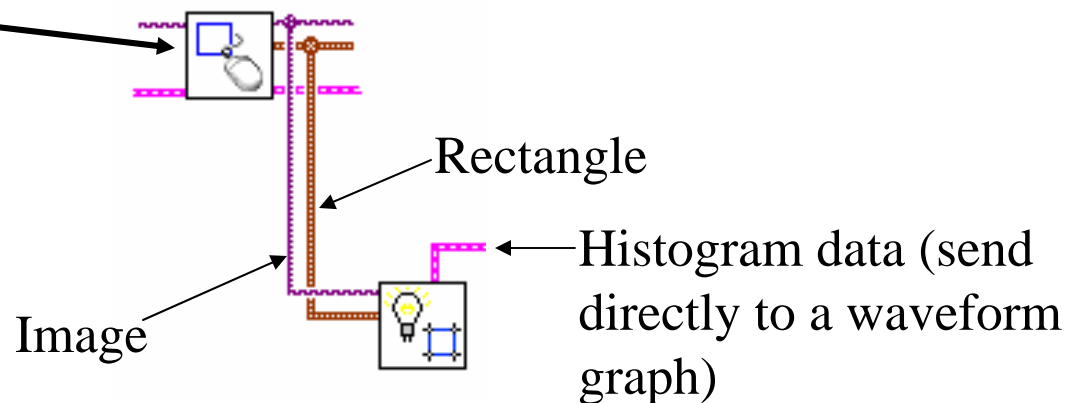 Rectangle
Histogram data (send
directly to a waveform
graph)
Image